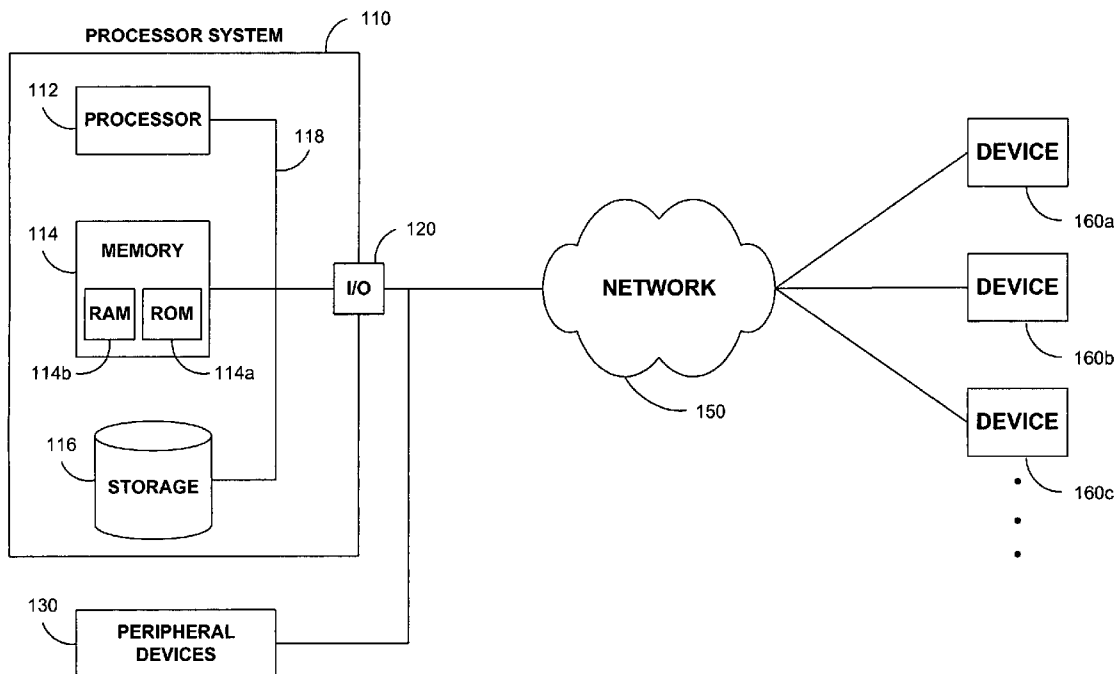 110
PROCESSOR SYSTEM
112
PROCESSOR
118
114
MEMORY
RAM
ROM
114b
114a
120
I/O
116
STORAGE
130
PERIPHERAL
DEVICES
NETWORK
150
DEVICE
160a
DEVICE
160b
DEVICE
160c